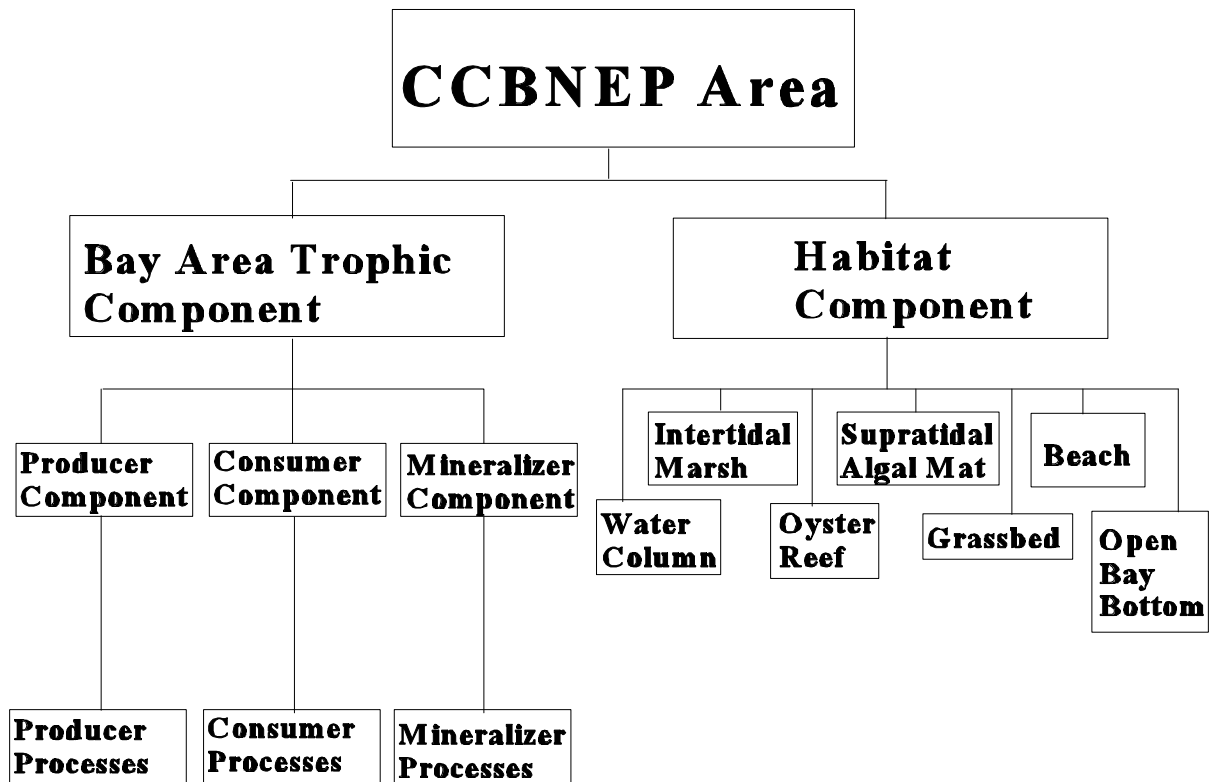 CCBNEP Area
Bay Area Trophic
Component
Habitat
Component
Producer
Component
Consumer
Component
Mineralizer
Component
Intertidal
Marsh
Supratidal
Algal Mat
Beach
Water
Column
Oyster
Reef
Grassbed
Open
Bay
Bottom
Producer
Processes
Consumer
Processes
Mineralizer
Processes